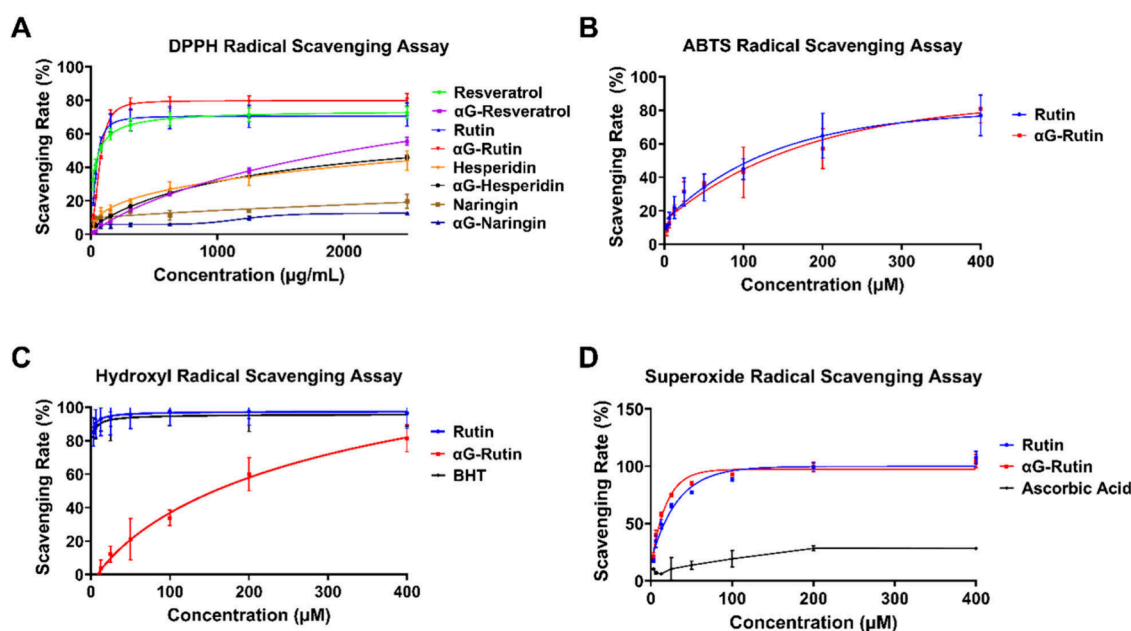 A
DPPH Radical Scavenging Assay
Scavenging Rate (%)
100
80
60
40
20
0
0
1000
2000
Concentration (µg/mL)
Resveratrol
αG-Resveratrol
Rutin
αG-Rutin
Hesperidin
αG-Hesperidin
Naringin
αG-Naringin
B
ABTS Radical Scavenging Assay
Scavenging Rate (%)
100
80
60
40
20
0
0
100
200
300
400
Concentration (µM)
Rutin
αG-Rutin
C
Hydroxyl Radical Scavenging Assay
Scavenging Rate (%)
100
80
60
40
20
0
0
100
200
300
400
Concentration (µM)
Rutin
αG-Rutin
BHT
D
Superoxide Radical Scavenging Assay
Scavenging Rate (%)
150
100
50
0
0
100
200
300
400
Concentration (µM)
Rutin
αG-Rutin
Ascorbic Acid